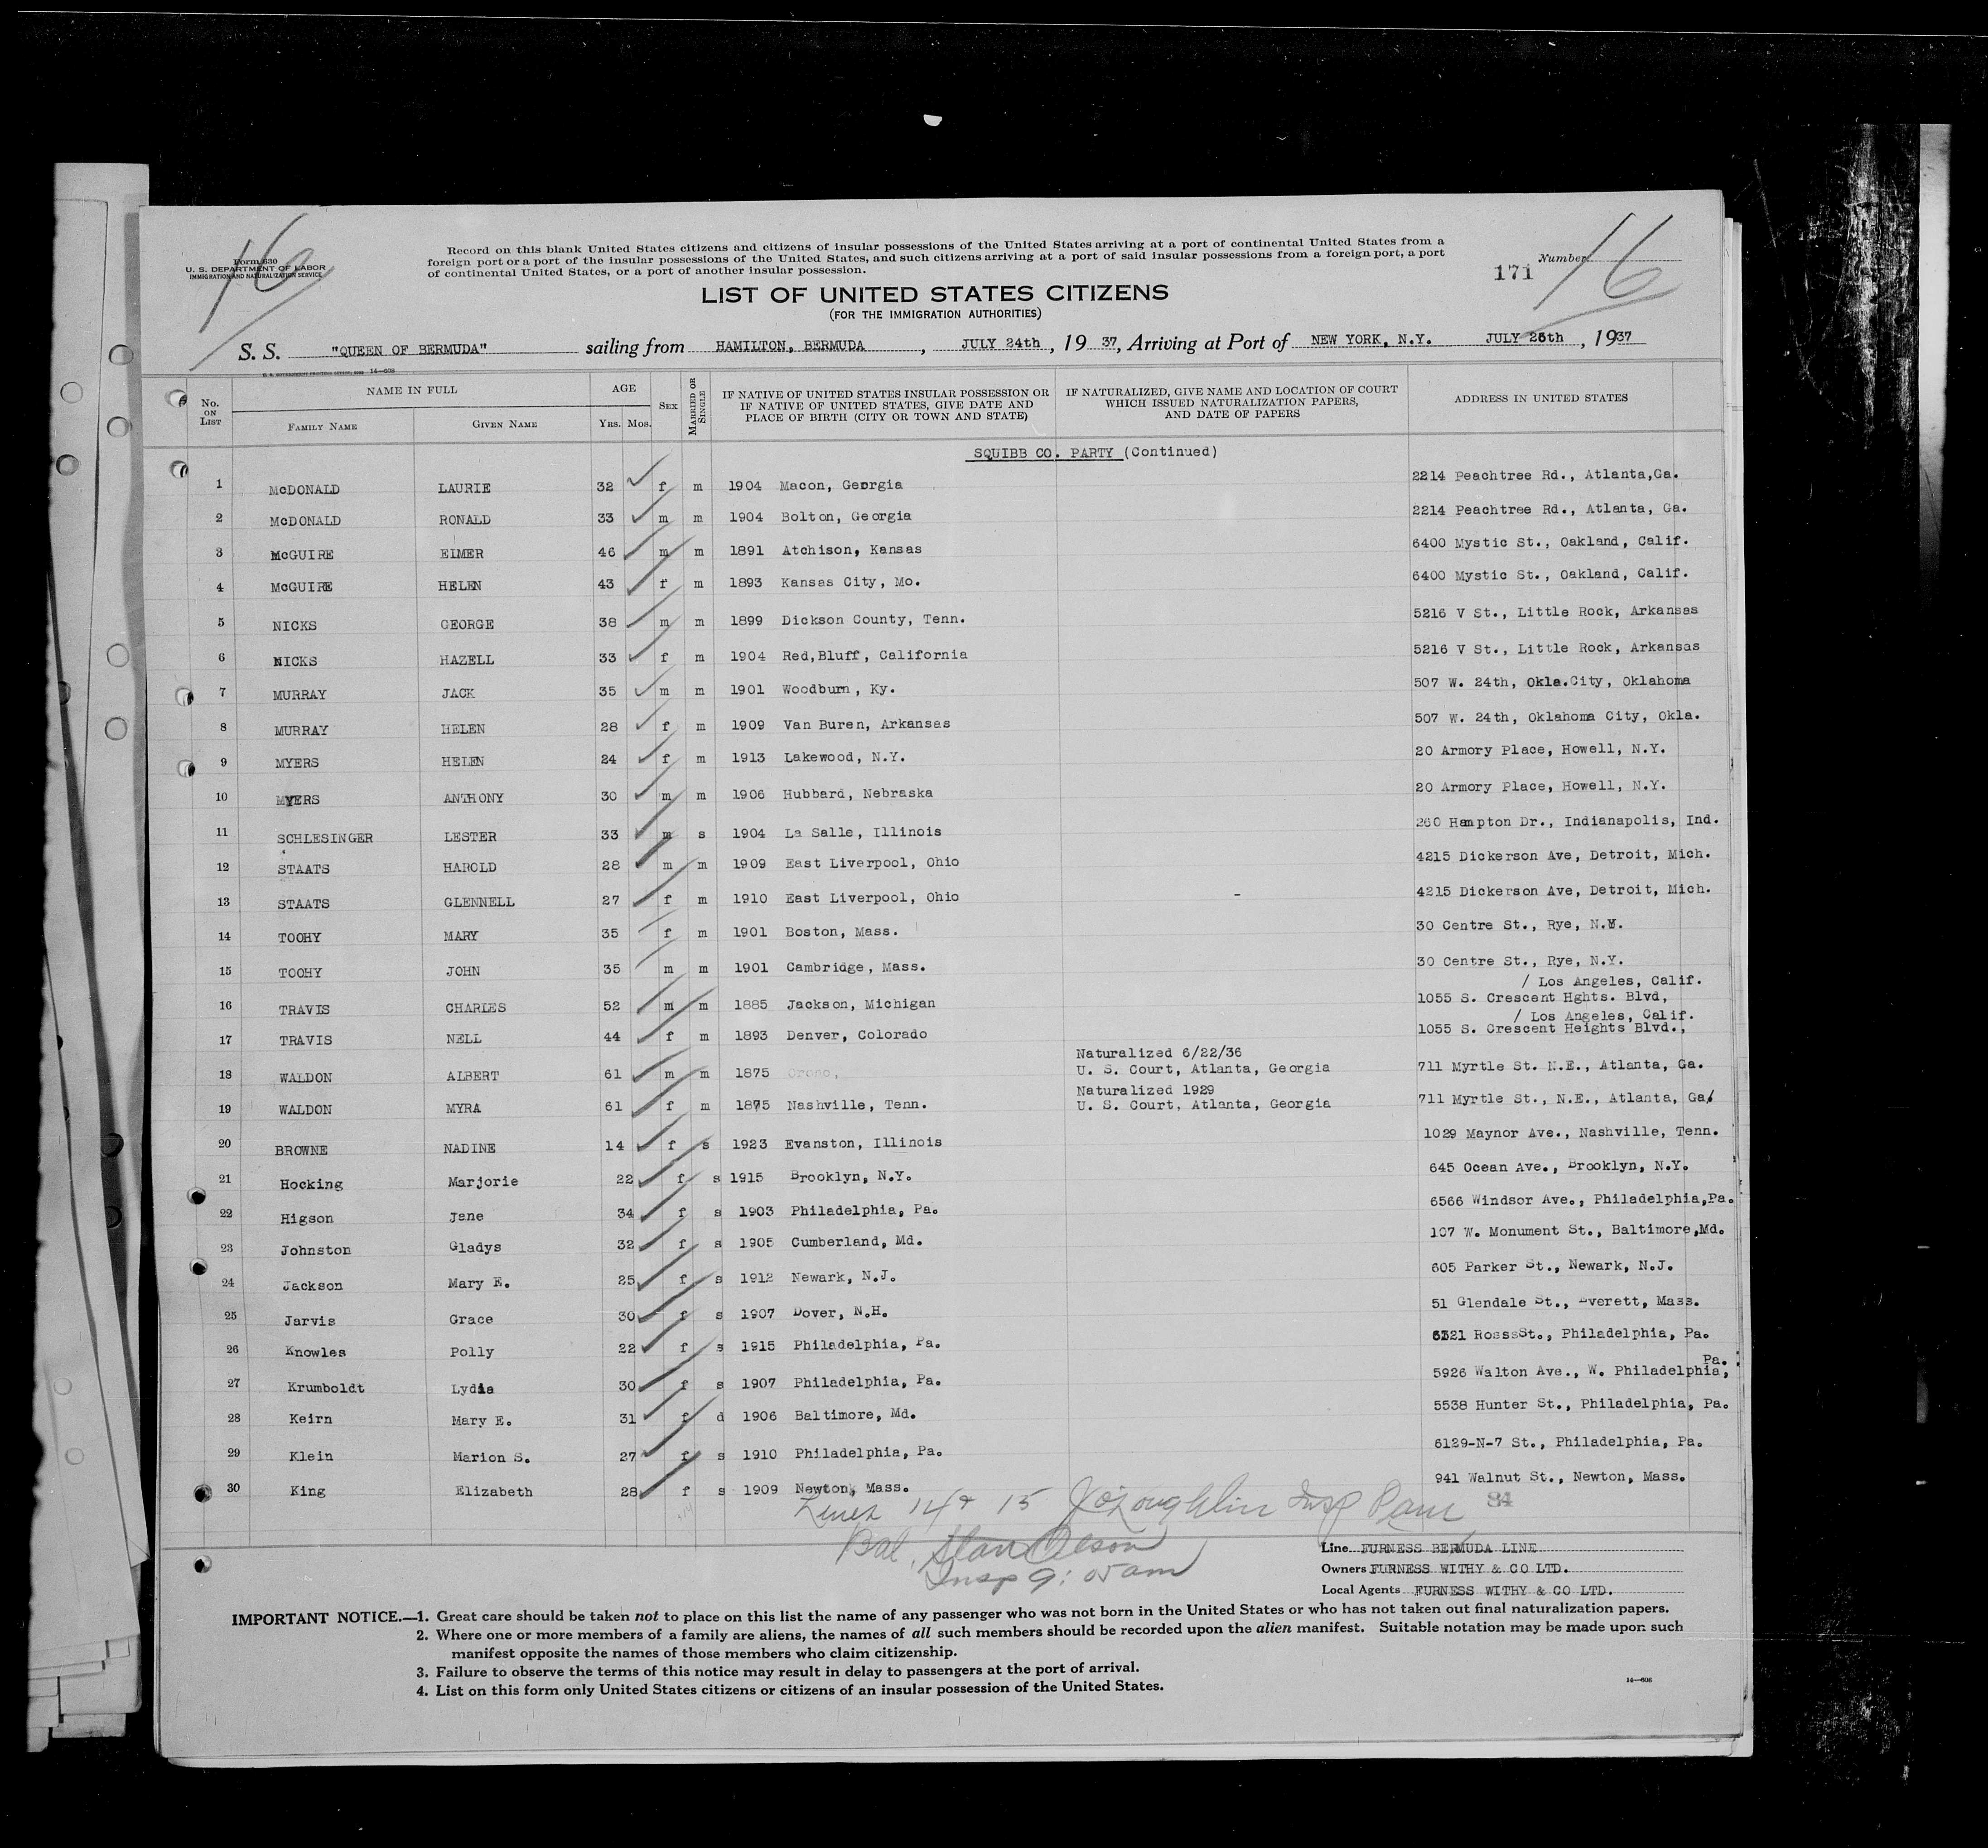 16
Form 630
U. S. DEPARTMENT OF LABOR
IMMIGRATION AND NATURALIZATION SERVICE
Record on this blank United States citizens and citizens of insular possessions of the United States arriving at a port of continental United States from a
foreign port or a port of the insular possessions of the United States, and such citizens arriving at a port of said insular possessions from a foreign port, a port
of continental United States, or a port of another insular possession.
171 Number 16
LIST OF UNITED STATES CITIZENS
(FOR THE IMMIGRATION AUTHORITIES)
S. S. "QUEEN OF BERMUDA" sailing from HAMILTON, BERMUDA, JULY 24th, 1937, Arriving at Port of NEW YORK, N.Y. JULY 26th, 1937
14—608
No. ON LIST NAME IN FULL FAMILY NAME GIVEN NAME AGE YRS. MOS. SEX MARRIED OR SINGLE IF NATIVE OF UNITED STATES INSULAR POSSESSION OR IF NATIVE OF UNITED STATES, GIVE DATE AND PLACE OF BIRTH (CITY OR TOWN AND STATE) IF NATURALIZED, GIVE NAME AND LOCATION OF COURT WHICH ISSUED NATURALIZATION PAPERS, AND DATE OF PAPERS ADDRESS IN UNITED STATES
SQUIBB CO. PARTY (Continued)
1 McDONALD LAURIE 32 f m 1904 Macon, Georgia 2214 Peachtree Rd., Atlanta,Ga.
2 McDONALD RONALD 33 m m 1904 Bolton, Georgia 2214 Peachtree Rd., Atlanta, Ga.
3 McGUIRE ELMER 46 m m 1891 Atchison, Kansas 6400 Mystic St., Oakland, Calif.
4 McGUIRE HELEN 43 f m 1893 Kansas City, Mo. 6400 Mystic St., Oakland, Calif.
5 NICKS GEORGE 38 m m 1899 Dickson County, Tenn. 5216 V St., Little Rock, Arkansas
6 NICKS HAZELL 33 f m 1904 Red,Bluff, California 5216 V St., Little Rock, Arkansas
7 MURRAY JACK 35 m m 1901 Woodburn, Ky. 507 W. 24th, Okla.City, Oklahoma
8 MURRAY HELEN 28 f m 1909 Van Buren, Arkansas 507 W. 24th, Oklahoma City, Okla.
9 MYERS HELEN 24 f m 1913 Lakewood, N.Y. 20 Armory Place, Howell, N.Y.
10 MYERS ANTHONY 30 m m 1906 Hubbard, Nebraska 20 Armory Place, Howell, N.Y.
11 SCHLESINGER LESTER 33 m s 1904 La Salle, Illinois 260 Hampton Dr., Indianapolis, Ind.
12 STAATS HAROLD 28 m m 1909 East Liverpool, Ohio 4215 Dickerson Ave, Detroit, Mich.
13 STAATS GLENNELL 27 f m 1910 East Liverpool, Ohio - 4215 Dickerson Ave, Detroit, Mich.
14 TOOHY MARY 35 f m 1901 Boston, Mass. 30 Centre St., Rye, N.Y.
15 TOOHY JOHN 35 m m 1901 Cambridge, Mass. 30 Centre St., Rye, N.Y.
/ Los Angeles, Calif.
16 TRAVIS CHARLES 52 m m 1885 Jackson, Michigan 1055 S. Crescent Hghts. Blvd,
/ Los Angeles, Calif.
17 TRAVIS NELL 44 f m 1893 Denver, Colorado 1055 S. Crescent Heights Blvd.,
Naturalized 6/22/36
18 WALDON ALBERT 61 m m 1875 Orono, U. S. Court, Atlanta, Georgia 711 Myrtle St. N.E., Atlanta, Ga.
Naturalized 1929
19 WALDON MYRA 61 f m 1875 Nashville, Tenn. U. S. Court, Atlanta, Georgia 711 Myrtle St., N.E., Atlanta, Ga.
20 BROWNE NADINE 14 f s 1923 Evanston, Illinois 1029 Maynor Ave., Nashville, Tenn.
21 Hocking Marjorie 22 f s 1915 Brooklyn, N.Y. 645 Ocean Ave., Brooklyn, N.Y.
22 Higson Jane 34 f s 1903 Philadelphia, Pa. 6566 Windsor Ave., Philadelphia,Pa.
23 Johnston Gladys 32 f s 1905 Cumberland, Md. 107 W. Monument St., Baltimore,Md.
24 Jackson Mary E. 25 f s 1912 Newark, N.J. 605 Parker St., Newark, N.J.
25 Jarvis Grace 30 f s 1907 Dover, N.H. 51 Glendale St., Everett, Mass.
26 Knowles Polly 22 f s 1915 Philadelphia, Pa. 6321 RosssSt., Philadelphia, Pa.
27 Krumboldt Lydia 30 f s 1907 Philadelphia, Pa. 5926 Walton Ave., W. Philadelphia, Pa.
28 Keirn Mary E. 31 f d 1906 Baltimore, Md. 5538 Hunter St., Philadelphia, Pa.
29 Klein Marion S. 27 f s 1910 Philadelphia, Pa. 6129-N-7 St., Philadelphia, Pa.
30 King Elizabeth 28 f s 1909 Newton, Mass. 941 Walnut St., Newton, Mass.
Lines 14 & 15 J O'Loughlin Insp 84
Bal. Alan Olson
Insp 9:05 am
Line FURNESS BERMUDA LINE
Owners FURNESS WITHY & CO LTD.
Local Agents FURNESS WITHY & CO LTD.
IMPORTANT NOTICE.—1. Great care should be taken not to place on this list the name of any passenger who was not born in the United States or who has not taken out final naturalization papers.
2. Where one or more members of a family are aliens, the names of all such members should be recorded upon the alien manifest. Suitable notation may be made upon such
manifest opposite the names of those members who claim citizenship.
3. Failure to observe the terms of this notice may result in delay to passengers at the port of arrival.
4. List on this form only United States citizens or citizens of an insular possession of the United States.
14—608